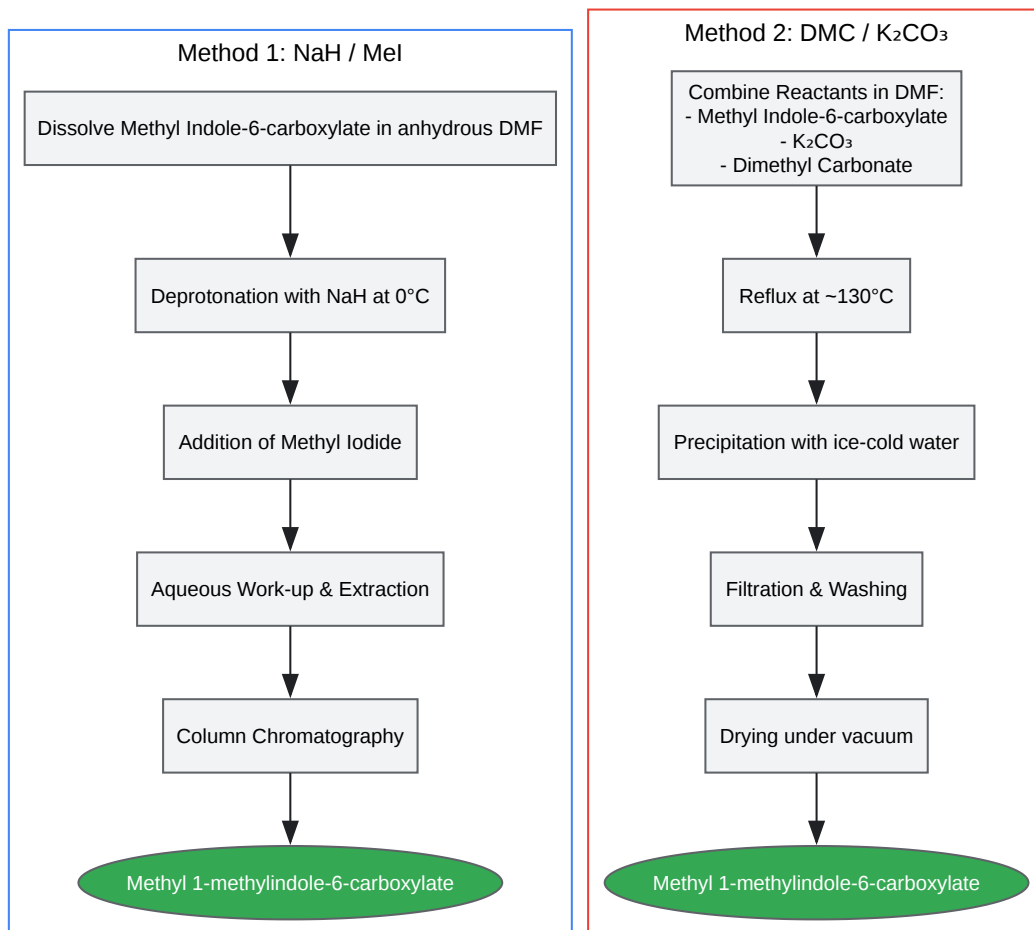 Method 1: NaH / MeI
Dissolve Methyl Indole-6-carboxylate in anhydrous DMF
Deprotonation with NaH at 0°C
Addition of Methyl Iodide
Aqueous Work-up & Extraction
Column Chromatography
Methyl 1-methylindole-6-carboxylate
Method 2: DMC / K₂CO₃
Combine Reactants in DMF:
- Methyl Indole-6-carboxylate
- K₂CO₃
- Dimethyl Carbonate
Reflux at ~130°C
Precipitation with ice-cold water
Filtration & Washing
Drying under vacuum
Methyl 1-methylindole-6-carboxylate